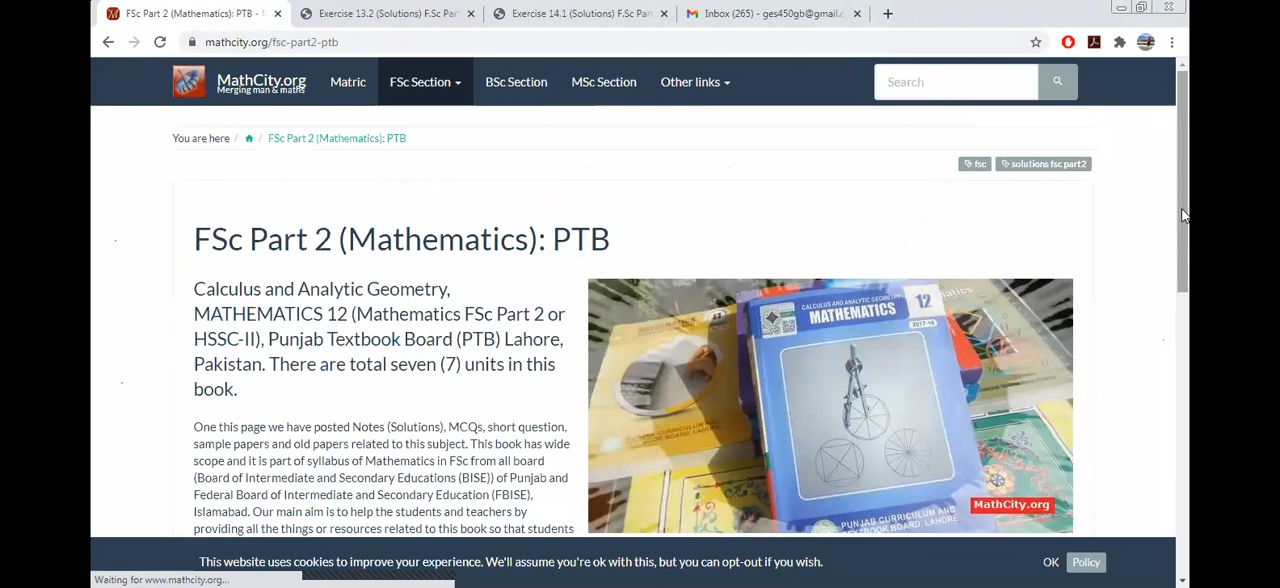 FSc Part 2 (Mathematics): PTB -
Exercise 13.2 (Solutions) F.Sc Par
Exercise 14.1 (Solutions) F.Sc Par
Inbox (265) - ges450gb@gmail.c
mathcity.org/fsc-part2-ptb
MathCity.org
Merging man & maths
Matric
FSc Section
BSc Section
MSc Section
Other links
Search
You are here / / FSc Part 2 (Mathematics): PTB
fsc
solutions fsc part2
FSc Part 2 (Mathematics): PTB
Calculus and Analytic Geometry,
MATHEMATICS 12 (Mathematics FSc Part 2 or
HSSC-II), Punjab Textbook Board (PTB) Lahore,
Pakistan. There are total seven (7) units in this
book.
One this page we have posted Notes (Solutions), MCQs, short question,
sample papers and old papers related to this subject. This book has wide
scope and it is part of syllabus of Mathematics in FSc from all board
(Board of Intermediate and Secondary Educations (BISE)) of Punjab and
Federal Board of Intermediate and Secondary Education (FBISE),
Islamabad. Our main aim is to help the students and teachers by
providing all the things or resources related to this book so that students
CALCULUS AND ANALYTIC GEOMETRY
MATHEMATICS
12
2017-18
MathCity.org
PUNJAB CURRICULUM AND
TEXTBOOK BOARD, LAHORE
This website uses cookies to improve your experience. We'll assume you're ok with this, but you can opt-out if you wish.
OK
Policy
Waiting for www.mathcity.org...